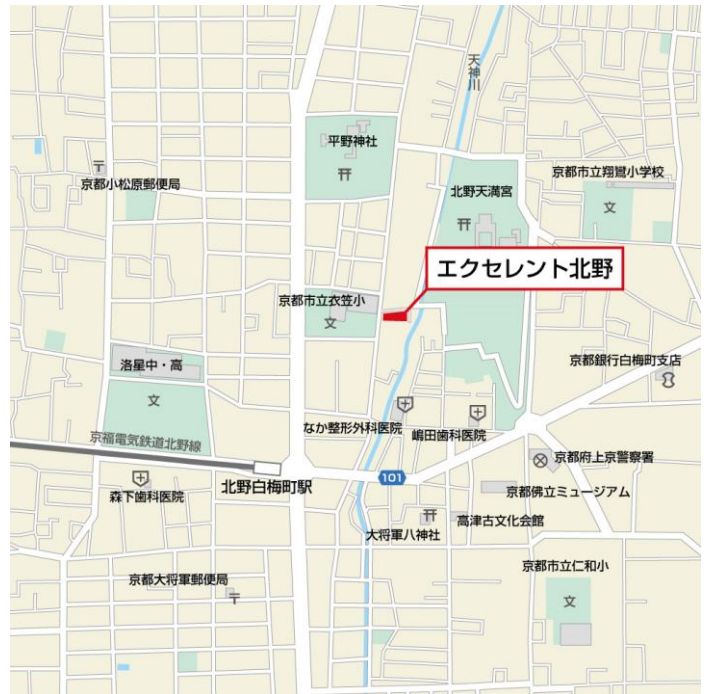 天神川
平野神社
京都小松原郵便局
北野天満宮
京都市立翔鸞小学校
文
エクセレント北野
京都市立衣笠小
文
洛星中・高
文
京都銀行白梅町支店
京福電気鉄道北野線
なか整形外科医院
嶋田歯科医院
北野白梅町駅
101
京都府上京警察署
森下歯科医院
京都佛立ミュージアム
高津古文化会館
大将軍八神社
京都大将軍郵便局
京都市立仁和小
文